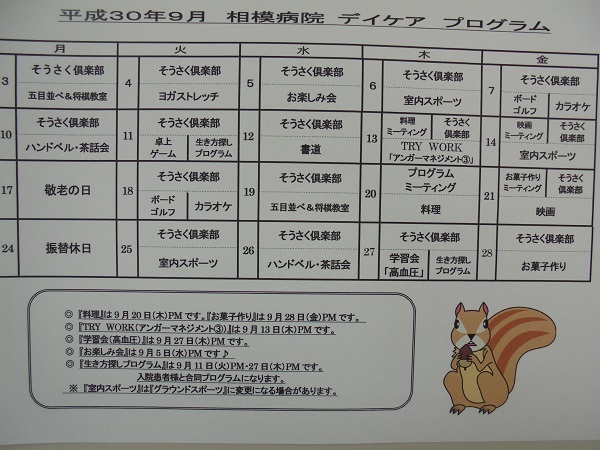 平成３０年９月　相模病院　デイケア　プログラム
月　火　水　木　金
3　そうさく倶楽部　4　そうさく倶楽部　5　そうさく倶楽部　6　そうさく倶楽部　7　そうさく倶楽部
五目並べ＆将棋教室　ヨガストレッチ　お楽しみ会　室内スポーツ　ボードゴルフ　カラオケ
10　そうさく倶楽部　11　そうさく倶楽部　12　そうさく倶楽部　13　料理ミーティング　そうさく倶楽部　14　映画ミーティング　そうさく倶楽部
ハンドベル・茶話会　卓上ゲーム　生き方探しプログラム　書道　TRY WORK「アンガーマネジメント③」　室内スポーツ
17　敬老の日　18　そうさく倶楽部　19　そうさく倶楽部　20　プログラムミーティング　21　お菓子作りミーティング　そうさく倶楽部
ボードゴルフ　カラオケ　五目並べ＆将棋教室　料理　映画
24　振替休日　25　そうさく倶楽部　26　そうさく倶楽部　27　そうさく倶楽部　28　そうさく倶楽部
室内スポーツ　ハンドベル・茶話会　学習会「高血圧」　生き方探しプログラム　お菓子作り
◎『料理』は９月20日(木)PMです。『お菓子作り』は９月28日(金)PMです。
◎『TRY WORK(アンガーマネジメント③)』は９月13日(木)PMです。
◎『学習会(高血圧)』は９月27日(木)PMです。
◎『お楽しみ会』は９月５日(水)PMです♪
◎『生き方探しプログラム』は９月11日(火)PM・27日(木)PMです。
入院患者様と合同プログラムになります。
※『室内スポーツ』は『グラウンドスポーツ』に変更になる場合があります。